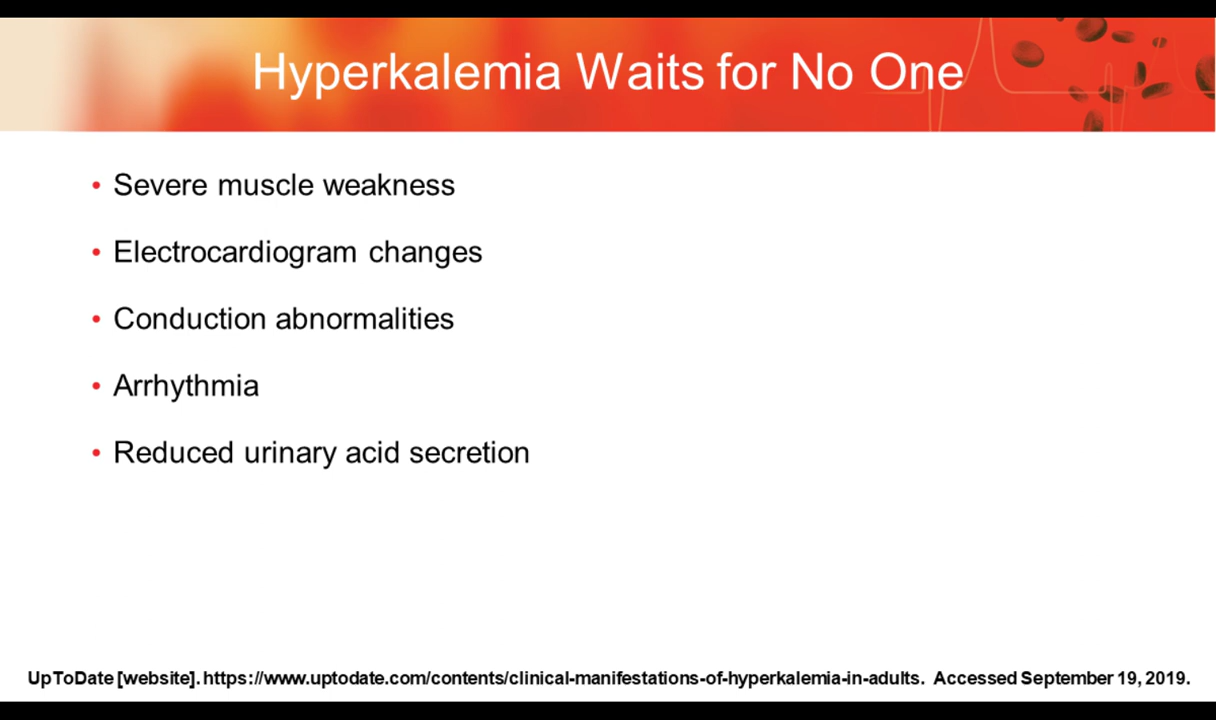 Hyperkalemia Waits for No One
• Severe muscle weakness
• Electrocardiogram changes
• Conduction abnormalities
• Arrhythmia
• Reduced urinary acid secretion
UpToDate [website]. https://www.uptodate.com/contents/clinical-manifestations-of-hyperkalemia-in-adults. Accessed September 19, 2019.